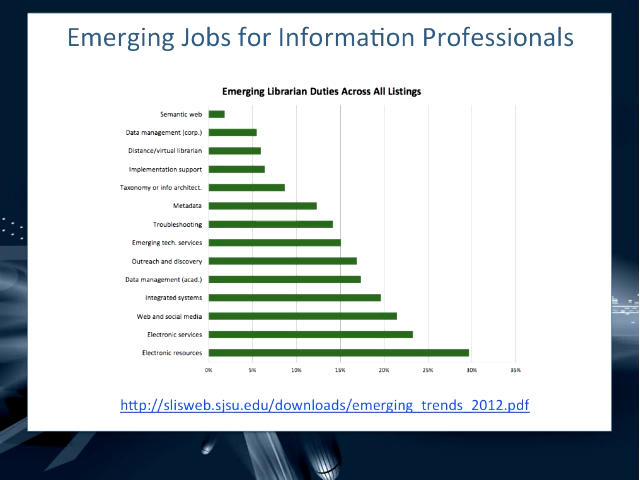 Emerging Jobs for Information Professionals
Emerging Librarian Duties Across All Listings
Semantic web
Data management (corp.)
Distance/virtual librarian
Implementation support
Taxonomy or info architect.
Metadata
Troubleshooting
Emerging tech. services
Outreach and discovery
Data management (acad.)
Integrated systems
Web and social media
Electronic services
Electronic resources
0% 5% 10% 15% 20% 25% 30% 35%
http://slisweb.sjsu.edu/downloads/emerging_trends_2012.pdf